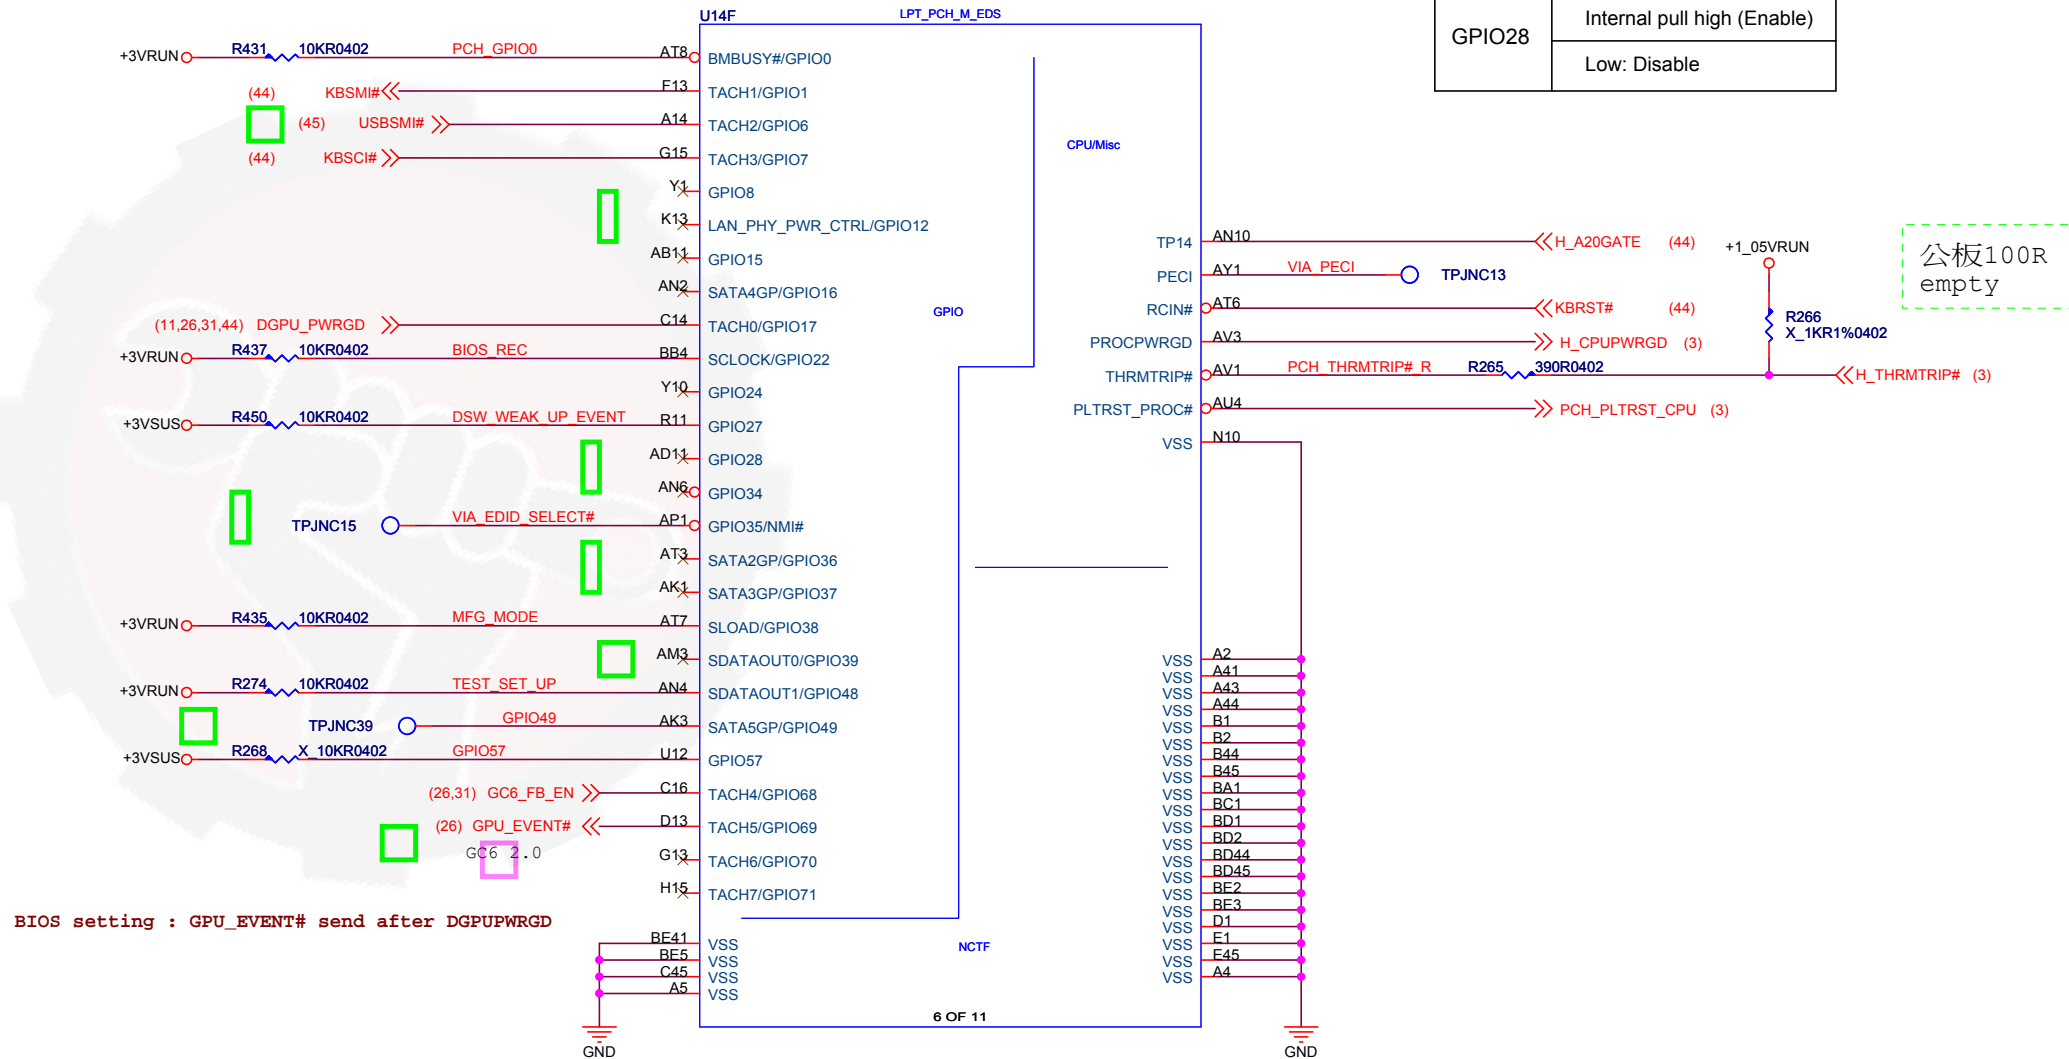 U14F
LPT_PCH_M_EDS
GPIO28
Internal pull high (Enable)
Low: Disable
+3VRUN R431 10KR0402 PCH_GPIO0 AT8 BMBUSY#/GPIO0
(44) KBSMI# F13 TACH1/GPIO1
(45) USBSMI# A14 TACH2/GPIO6
(44) KBSCI# G15 TACH3/GPIO7
Y1 GPIO8
K13 LAN_PHY_PWR_CTRL/GPIO12
AB11 GPIO15
AN2 SATA4GP/GPIO16
(11,26,31,44) DGPU_PWRGD C14 TACH0/GPIO17
+3VRUN R437 10KR0402 BIOS_REC BB4 SCLOCK/GPIO22
Y10 GPIO24
+3VSUS R450 10KR0402 DSW_WEAK_UP_EVENT R11 GPIO27
AD11 GPIO28
AN6 GPIO34
TPJNC15 VIA_EDID_SELECT# AP1 GPIO35/NMI#
AT3 SATA2GP/GPIO36
AK1 SATA3GP/GPIO37
+3VRUN R435 10KR0402 MFG_MODE AT7 SLOAD/GPIO38
AM3 SDATAOUT0/GPIO39
+3VRUN R274 10KR0402 TEST_SET_UP AN4 SDATAOUT1/GPIO48
TPJNC39 GPIO49 AK3 SATA5GP/GPIO49
+3VSUS R268 X_10KR0402 GPIO57 U12 GPIO57
(26,31) GC6_FB_EN C16 TACH4/GPIO68
(26) GPU_EVENT# D13 TACH5/GPIO69
GC6 2.0
G13 TACH6/GPIO70
H15 TACH7/GPIO71
BIOS setting : GPU_EVENT# send after DGPUPWRGD
BE41 VSS
BE5 VSS
C45 VSS
A5 VSS
GND
CPU/Misc
GPIO
NCTF
6 OF 11
TP14 AN10 H_A20GATE (44)
PECI AY1 VIA_PECI TPJNC13
RCIN# AT6 KBRST# (44)
PROCPWRGD AV3 H_CPUPWRGD (3)
THRMTRIP# AV1 PCH_THRMTRIP#_R R265 390R0402 H_THRMTRIP# (3)
PLTRST_PROC# AU4 PCH_PLTRST_CPU (3)
VSS N10
+1_05VRUN
R266
X_1KR1%0402
公板100R
empty
VSS A2
VSS A41
VSS A43
VSS A44
VSS B1
VSS B2
VSS B44
VSS B45
VSS BA1
VSS BC1
VSS BD1
VSS BD2
VSS BD44
VSS BD45
VSS BE2
VSS BE3
VSS D1
VSS E1
VSS E45
VSS A4
GND